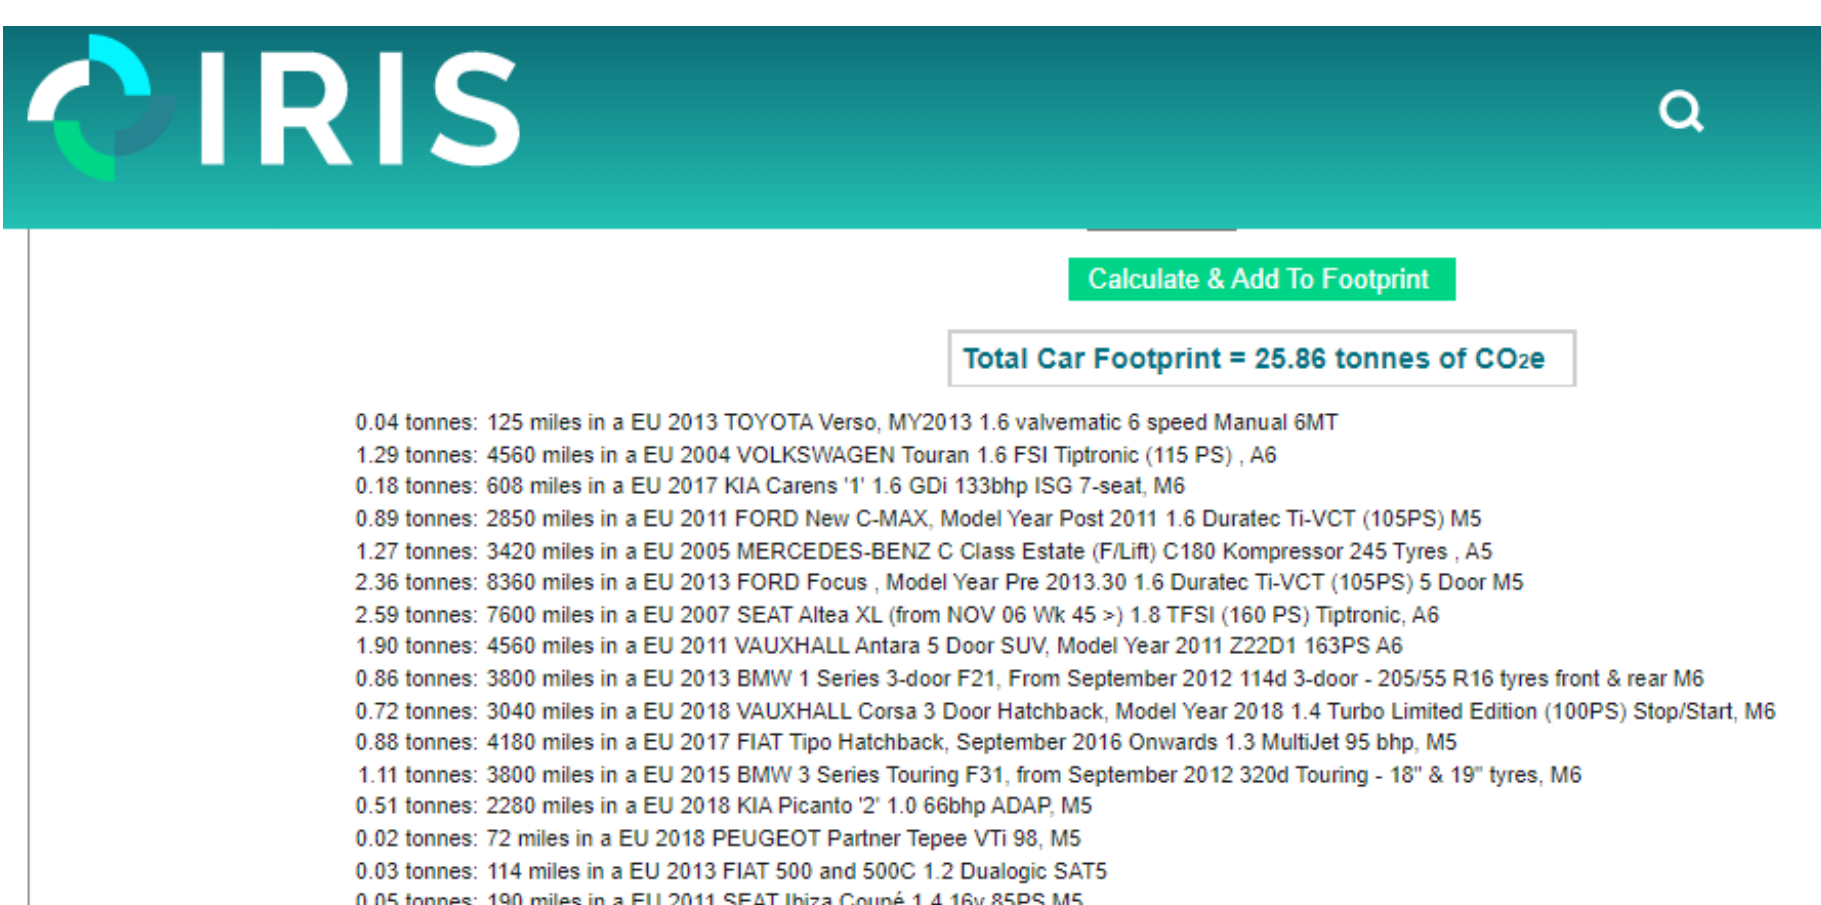 IRIS
Calculate & Add To Footprint
Total Car Footprint = 25.86 tonnes of CO2e
0.04 tonnes: 125 miles in a EU 2013 TOYOTA Verso, MY2013 1.6 valvematic 6 speed Manual 6MT
1.29 tonnes: 4560 miles in a EU 2004 VOLKSWAGEN Touran 1.6 FSI Tiptronic (115 PS) , A6
0.18 tonnes: 608 miles in a EU 2017 KIA Carens '1' 1.6 GDi 133bhp ISG 7-seat, M6
0.89 tonnes: 2850 miles in a EU 2011 FORD New C-MAX, Model Year Post 2011 1.6 Duratec Ti-VCT (105PS) M5
1.27 tonnes: 3420 miles in a EU 2005 MERCEDES-BENZ C Class Estate (F/Lift) C180 Kompressor 245 Tyres , A5
2.36 tonnes: 8360 miles in a EU 2013 FORD Focus , Model Year Pre 2013.30 1.6 Duratec Ti-VCT (105PS) 5 Door M5
2.59 tonnes: 7600 miles in a EU 2007 SEAT Altea XL (from NOV 06 Wk 45 >) 1.8 TFSI (160 PS) Tiptronic, A6
1.90 tonnes: 4560 miles in a EU 2011 VAUXHALL Antara 5 Door SUV, Model Year 2011 Z22D1 163PS A6
0.86 tonnes: 3800 miles in a EU 2013 BMW 1 Series 3-door F21, From September 2012 114d 3-door - 205/55 R16 tyres front & rear M6
0.72 tonnes: 3040 miles in a EU 2018 VAUXHALL Corsa 3 Door Hatchback, Model Year 2018 1.4 Turbo Limited Edition (100PS) Stop/Start, M6
0.88 tonnes: 4180 miles in a EU 2017 FIAT Tipo Hatchback, September 2016 Onwards 1.3 MultiJet 95 bhp, M5
1.11 tonnes: 3800 miles in a EU 2015 BMW 3 Series Touring F31, from September 2012 320d Touring - 18" & 19" tyres, M6
0.51 tonnes: 2280 miles in a EU 2018 KIA Picanto '2' 1.0 66bhp ADAP, M5
0.02 tonnes: 72 miles in a EU 2018 PEUGEOT Partner Tepee VTi 98, M5
0.03 tonnes: 114 miles in a EU 2013 FIAT 500 and 500C 1.2 Dualogic SAT5
0.05 tonnes: 190 miles in a EU 2011 SEAT Ibiza Coupé 1.4 16v 85PS M5